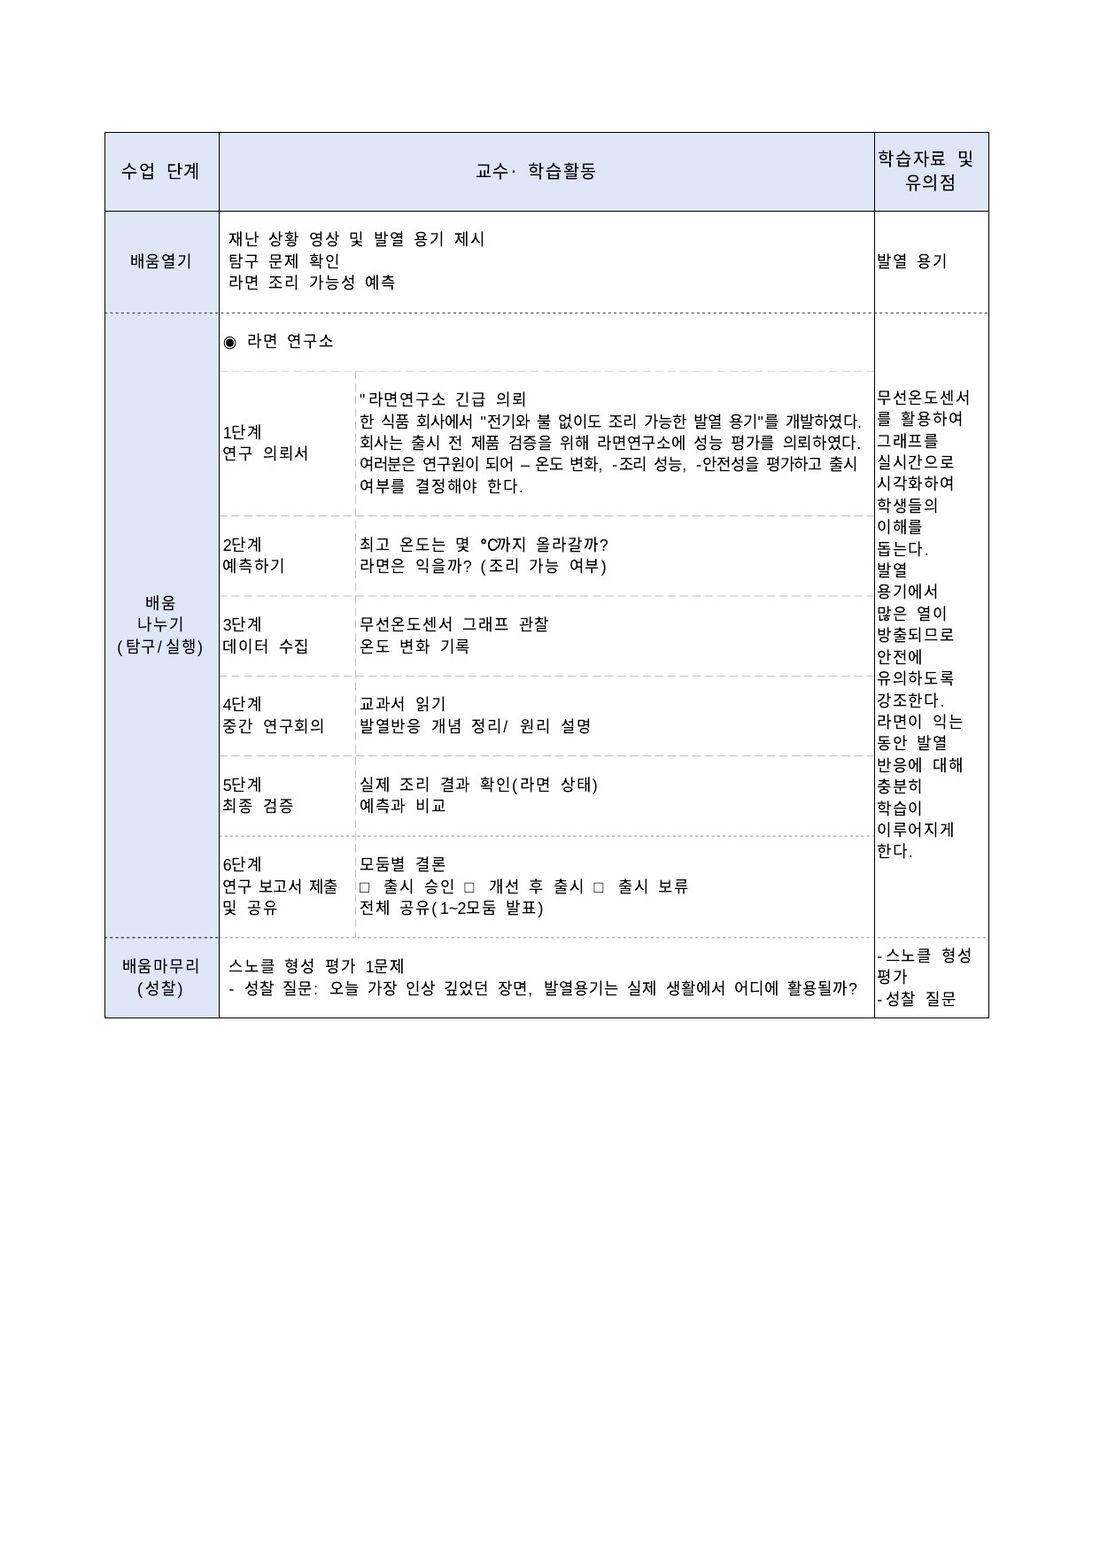 수업 단계
교수· 학습활동
학습자료 및
유의점
배움열기
재난 상황 영상 및 발열 용기 제시
탐구 문제 확인
라면 조리 가능성 예측
발열 용기
배움
나누기
(탐구/실행)
◉ 라면 연구소
1단계
연구 의뢰서
"라면연구소 긴급 의뢰
한 식품 회사에서 "전기와 불 없이도 조리 가능한 발열 용기"를 개발하였다.
회사는 출시 전 제품 검증을 위해 라면연구소에 성능 평가를 의뢰하였다.
여러분은 연구원이 되어 – 온도 변화, -조리 성능, -안전성을 평가하고 출시
여부를 결정해야 한다.
2단계
예측하기
최고 온도는 몇 ℃까지 올라갈까?
라면은 익을까? (조리 가능 여부)
3단계
데이터 수집
무선온도센서 그래프 관찰
온도 변화 기록
4단계
중간 연구회의
교과서 읽기
발열반응 개념 정리/ 원리 설명
5단계
최종 검증
실제 조리 결과 확인(라면 상태)
예측과 비교
6단계
연구 보고서 제출
및 공유
모둠별 결론
□ 출시 승인 □ 개선 후 출시 □ 출시 보류
전체 공유(1~2모둠 발표)
무선온도센서
를 활용하여
그래프를
실시간으로
시각화하여
학생들의
이해를
돕는다.
발열
용기에서
많은 열이
방출되므로
안전에
유의하도록
강조한다.
라면이 익는
동안 발열
반응에 대해
충분히
학습이
이루어지게
한다.
배움마무리
(성찰)
스노클 형성 평가 1문제
- 성찰 질문: 오늘 가장 인상 깊었던 장면, 발열용기는 실제 생활에서 어디에 활용될까?
-스노클 형성
평가
-성찰 질문